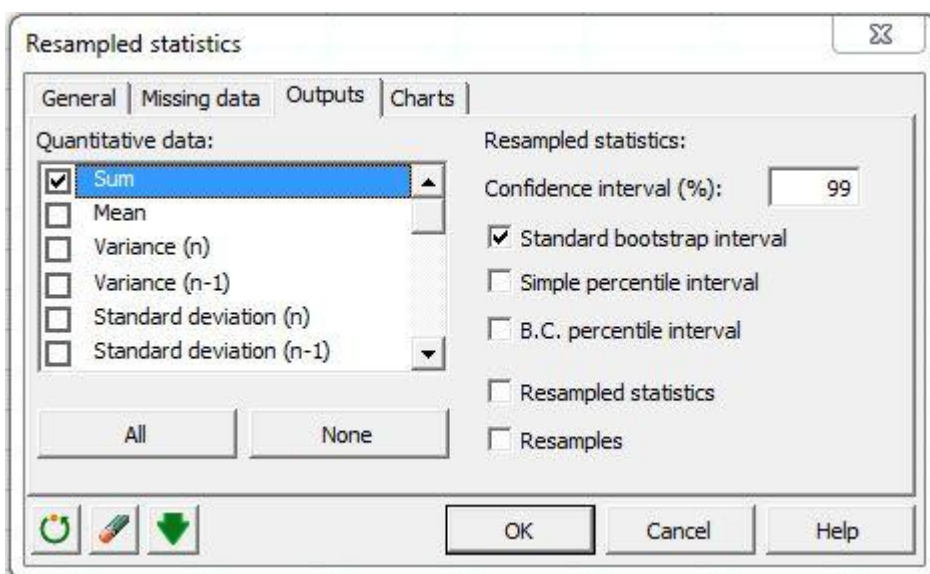 Resampled statistics
General
Missing data
Outputs
Charts
Quantitative data:
Sum
Mean
Variance (n)
Variance (n-1)
Standard deviation (n)
Standard deviation (n-1)
All
None
Resampled statistics:
Confidence interval (%): 99
Standard bootstrap interval
Simple percentile interval
B.C. percentile interval
Resampled statistics
Resamples
OK
Cancel
Help